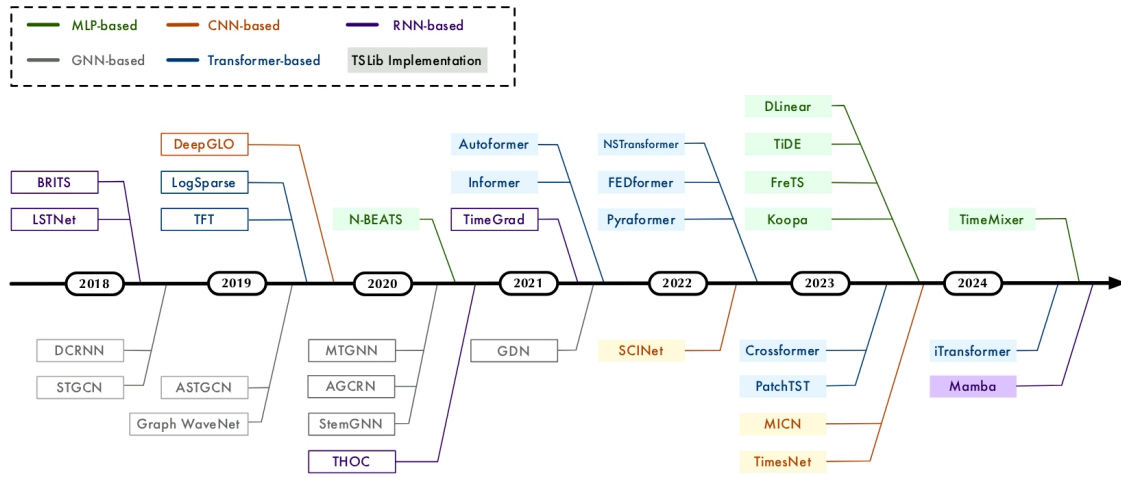 MLP-based
CNN-based
RNN-based
GNN-based
Transformer-based
TSLib Implementation
DLinear
DeepGLO
Autoformer
NSTransformer
TiDE
BRITS
LogSparse
Informer
FEDformer
FreTS
LSTNet
TFT
N-BEATS
TimeGrad
Pyraformer
Koopa
TimeMixer
2018
2019
2020
2021
2022
2023
2024
DCRNN
MTGNN
GDN
SCINet
Crossformer
iTransformer
STGCN
ASTGCN
AGCRN
PatchTST
Mamba
Graph WaveNet
StemGNN
MICN
THOC
TimesNet